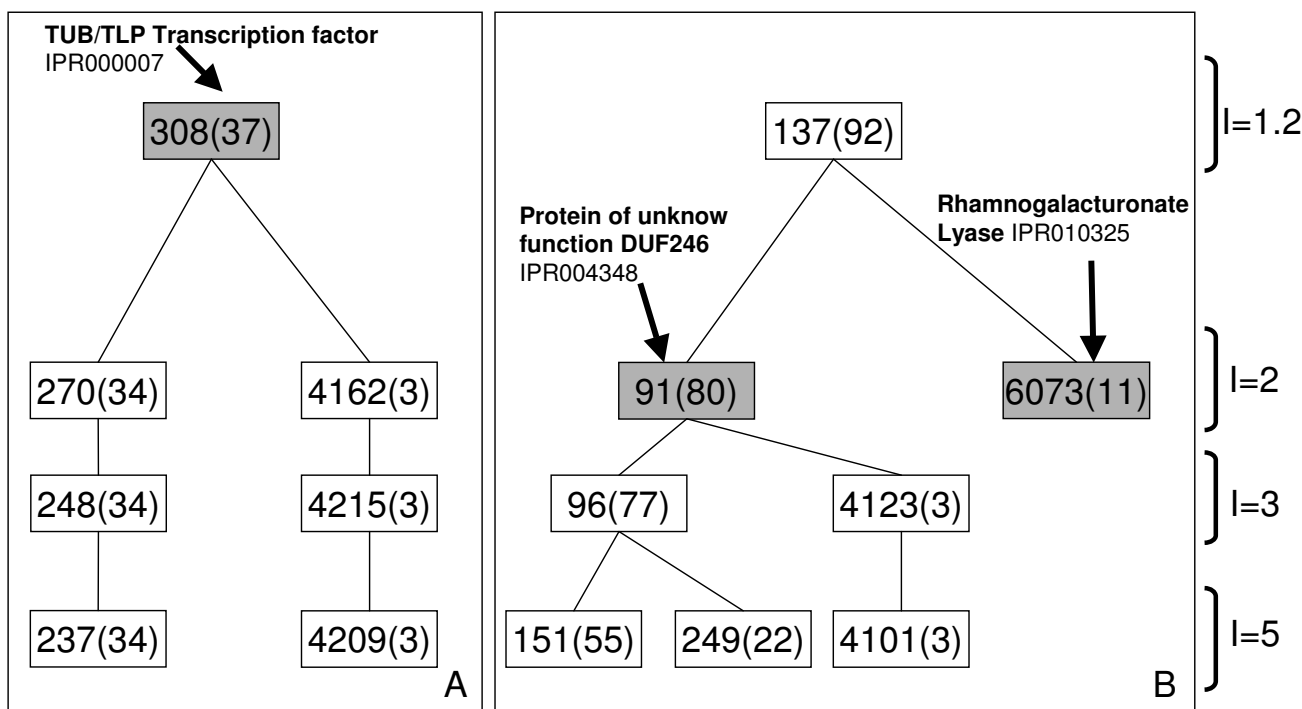 TUB/TLP Transcription factor
IPR000007
308(37)
270(34)
4162(3)
248(34)
4215(3)
237(34)
4209(3)
A
137(92)
Protein of unknow
function DUF246
IPR004348
Rhamnogalacturonate
Lyase IPR010325
91(80)
6073(11)
96(77)
4123(3)
151(55)
249(22)
4101(3)
B
I=1.2
I=2
I=3
I=5